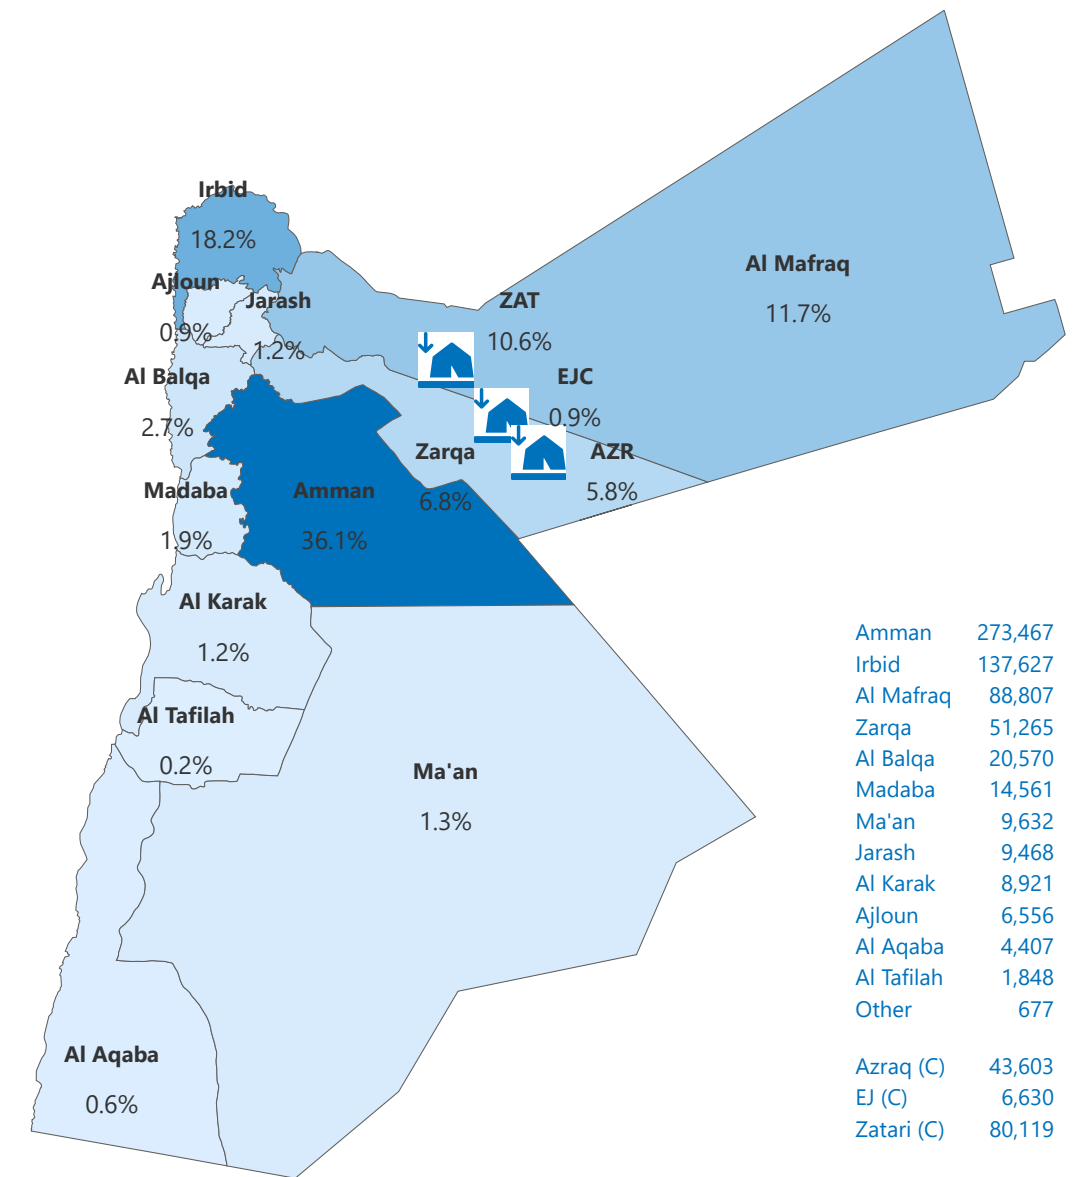 Irbid
18.2%
Ajloun
0.9%
Jarash
1.2%
Al Mafraq
11.7%
ZAT
10.6%
EJC
0.9%
Al Balqa
2.7%
Zarqa
6.8%
AZR
5.8%
Madaba
1.9%
Amman
36.1%
Al Karak
1.2%
Al Tafilah
0.2%
Ma'an
1.3%
Al Aqaba
0.6%
Amman 273,467
Irbid 137,627
Al Mafraq 88,807
Zarqa 51,265
Al Balqa 20,570
Madaba 14,561
Ma'an 9,632
Jarash 9,468
Al Karak 8,921
Ajloun 6,556
Al Aqaba 4,407
Al Tafilah 1,848
Other 677
Azraq (C) 43,603
EJ (C) 6,630
Zatari (C) 80,119